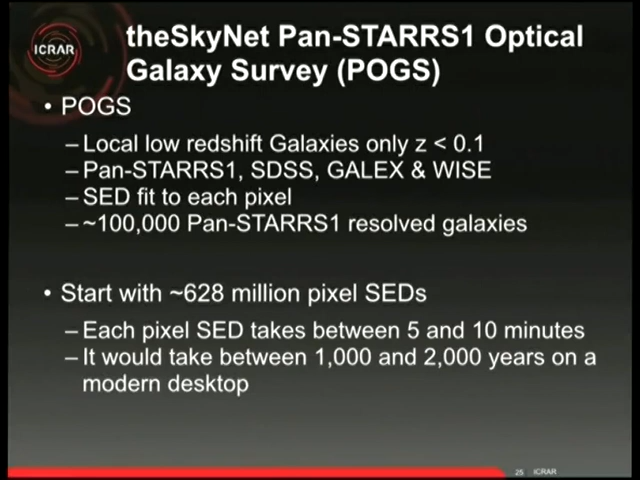 ICRAR
theSkyNet Pan-STARRS1 Optical
Galaxy Survey (POGS)
• POGS
– Local low redshift Galaxies only z < 0.1
– Pan-STARRS1, SDSS, GALEX & WISE
– SED fit to each pixel
– ~100,000 Pan-STARRS1 resolved galaxies
• Start with ~628 million pixel SEDs
– Each pixel SED takes between 5 and 10 minutes
– It would take between 1,000 and 2,000 years on a
modern desktop
25 ICRAR